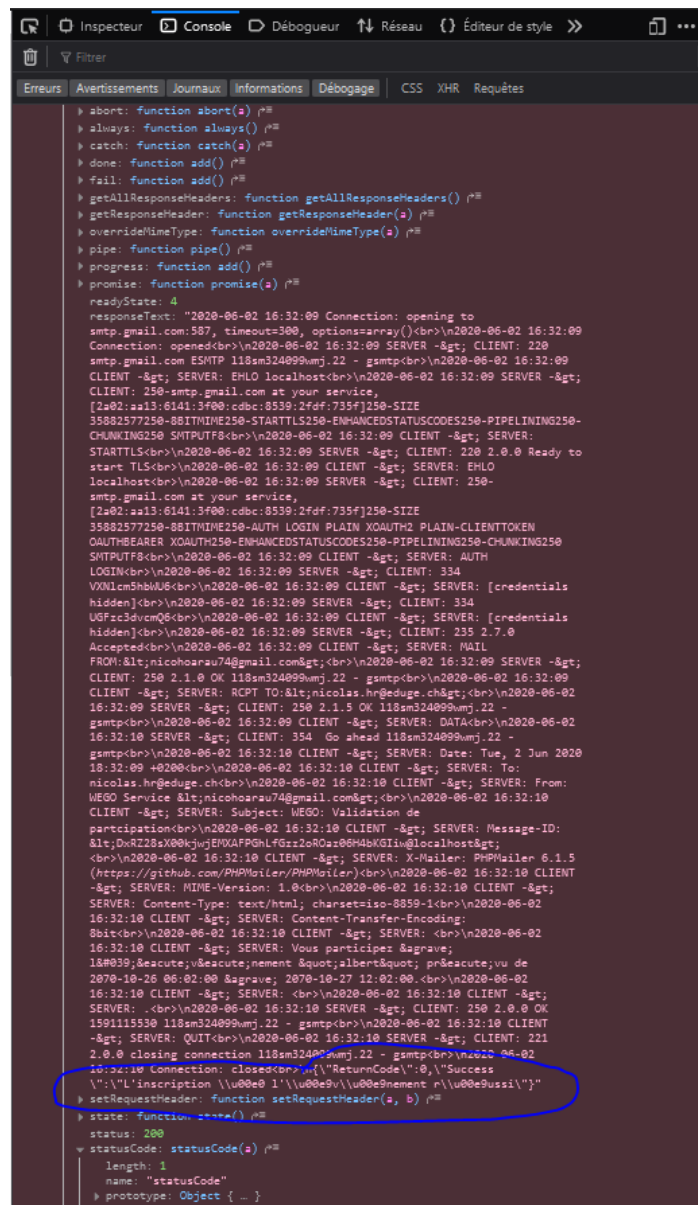 Inspecteur Console Débogueur Réseau {} Éditeur de style
Filtrer
Erreurs Avertissements Journaux Informations Débogage CSS XHR Requêtes
abort: function abort(a)
always: function always()
catch: function catch(a)
done: function add()
fail: function add()
getAllResponseHeaders: function getAllResponseHeaders()
getResponseHeader: function getResponseHeader(a)
overrideMimeType: function overrideMimeType(a)
pipe: function pipe()
progress: function add()
promise: function promise(a)
readyState: 4
responseText: "2020-06-02 16:32:09 Connection: opening to
smtp.gmail.com:587, timeout=300, options=array()<br>\n2020-06-02 16:32:09
Connection: opened<br>\n2020-06-02 16:32:09 SERVER -&gt; CLIENT: 220
smtp.gmail.com ESMTP l18sm324099wmj.22 - gsmtp<br>\n2020-06-02 16:32:09
CLIENT -&gt; SERVER: EHLO localhost<br>\n2020-06-02 16:32:09 SERVER -&gt;
CLIENT: 250-smtp.gmail.com at your service,
[2a02:aa13:6141:3f00:cdbc:8539:2fdf:735f]250-SIZE
35882577250-8BITMIME250-STARTTLS250-ENHANCEDSTATUSCODES250-PIPELINING250-
CHUNKING250 SMTPUTF8<br>\n2020-06-02 16:32:09 CLIENT -&gt; SERVER:
STARTTLS<br>\n2020-06-02 16:32:09 SERVER -&gt; CLIENT: 220 2.0.0 Ready to
start TLS<br>\n2020-06-02 16:32:09 CLIENT -&gt; SERVER: EHLO
localhost<br>\n2020-06-02 16:32:09 SERVER -&gt; CLIENT: 250-
smtp.gmail.com at your service,
[2a02:aa13:6141:3f00:cdbc:8539:2fdf:735f]250-SIZE
35882577250-8BITMIME250-AUTH LOGIN PLAIN XOAUTH2 PLAIN-CLIENTTOKEN
OAUTHBEARER XOAUTH250-ENHANCEDSTATUSCODES250-PIPELINING250-CHUNKING250
SMTPUTF8<br>\n2020-06-02 16:32:09 CLIENT -&gt; SERVER: AUTH
LOGIN<br>\n2020-06-02 16:32:09 SERVER -&gt; CLIENT: 334
VXNlcm5hbWU6<br>\n2020-06-02 16:32:09 CLIENT -&gt; SERVER: [credentials
hidden]<br>\n2020-06-02 16:32:09 SERVER -&gt; CLIENT: 334
UGFzc3dvcmQ6<br>\n2020-06-02 16:32:09 CLIENT -&gt; SERVER: [credentials
hidden]<br>\n2020-06-02 16:32:09 SERVER -&gt; CLIENT: 235 2.7.0
Accepted<br>\n2020-06-02 16:32:09 CLIENT -&gt; SERVER: MAIL
FROM:&lt;nicohoarau74@gmail.com&gt;<br>\n2020-06-02 16:32:09 SERVER -&gt;
CLIENT: 250 2.1.0 OK l18sm324099wmj.22 - gsmtp<br>\n2020-06-02 16:32:09
CLIENT -&gt; SERVER: RCPT TO:&lt;nicolas.hr@eduge.ch&gt;<br>\n2020-06-02
16:32:09 SERVER -&gt; CLIENT: 250 2.1.5 OK l18sm324099wmj.22 -
gsmtp<br>\n2020-06-02 16:32:09 CLIENT -&gt; SERVER: DATA<br>\n2020-06-02
16:32:10 SERVER -&gt; CLIENT: 354  Go ahead l18sm324099wmj.22 -
gsmtp<br>\n2020-06-02 16:32:10 CLIENT -&gt; SERVER: Date: Tue, 2 Jun 2020
18:32:09 +0200<br>\n2020-06-02 16:32:10 CLIENT -&gt; SERVER: To:
nicolas.hr@eduge.ch<br>\n2020-06-02 16:32:10 CLIENT -&gt; SERVER: From:
WEGO Service &lt;nicohoarau74@gmail.com&gt;<br>\n2020-06-02 16:32:10
CLIENT -&gt; SERVER: Subject: WEGO: Validation de
partcipation<br>\n2020-06-02 16:32:10 CLIENT -&gt; SERVER: Message-ID:
&lt;DxRZ28sX00kjwjEMXAFPGhLfGzz2oROaz06H4bKGIiw@localhost&gt;
<br>\n2020-06-02 16:32:10 CLIENT -&gt; SERVER: X-Mailer: PHPMailer 6.1.5
(https://github.com/PHPMailer/PHPMailer)<br>\n2020-06-02 16:32:10 CLIENT
-&gt; SERVER: MIME-Version: 1.0<br>\n2020-06-02 16:32:10 CLIENT -&gt;
SERVER: Content-Type: text/html; charset=iso-8859-1<br>\n2020-06-02
16:32:10 CLIENT -&gt; SERVER: Content-Transfer-Encoding:
8bit<br>\n2020-06-02 16:32:10 CLIENT -&gt; SERVER: <br>\n2020-06-02
16:32:10 CLIENT -&gt; SERVER: Vous participez &agrave;
l&#039;&eacute;v&eacute;nement &quot;albert&quot; pr&eacute;vu de
2070-10-26 06:02:00 &agrave; 2070-10-27 12:02:00.<br>\n2020-06-02
16:32:10 CLIENT -&gt; SERVER: <br>\n2020-06-02 16:32:10 CLIENT -&gt;
SERVER: .<br>\n2020-06-02 16:32:10 SERVER -&gt; CLIENT: 250 2.0.0 OK
1591115530 l18sm324099wmj.22 - gsmtp<br>\n2020-06-02 16:32:10 CLIENT
-&gt; SERVER: QUIT<br>\n2020-06-02 16:32:10 SERVER -&gt; CLIENT: 221
2.0.0 closing connection l18sm324099wmj.22 - gsmtp<br>\n2020-06-02
16:32:10 Connection: closed<br>\n{\"ReturnCode\":0,\"Success
\":\"L'inscription \\u00e0 l'\\u00e9v\\u00e9nement r\\u00e9ussi\"}"
setRequestHeader: function setRequestHeader(a, b)
state: function state()
status: 200
statusCode: statusCode(a)
length: 1
name: "statusCode"
prototype: Object { … }